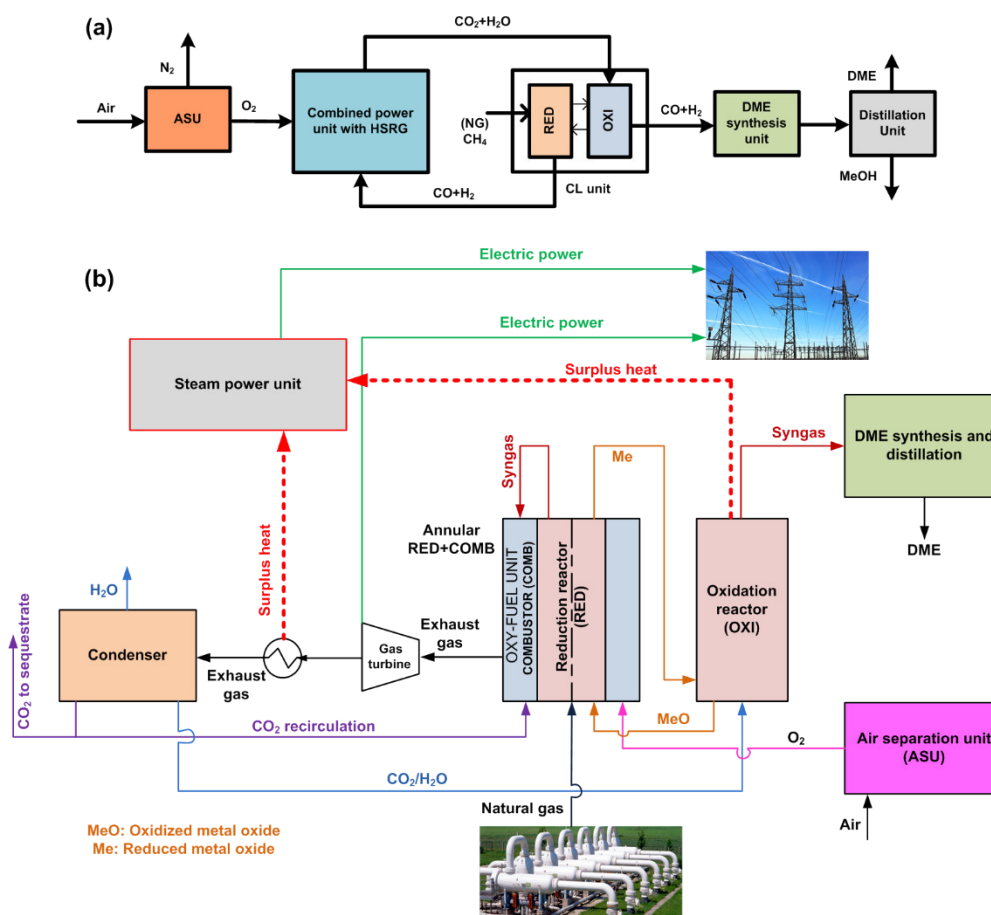 (a)
CO₂+H₂O
N₂
DME
Air
ASU
O₂
Combined power
unit with HSRG
(NG)
CH₄
RED
OXI
CO+H₂
DME
synthesis
unit
Distillation
Unit
CO+H₂
CL unit
MeOH
(b)
Electric power
Electric power
Steam power unit
Surplus heat
Syngas
Me
Syngas
DME synthesis and
distillation
DME
Annular
RED+COMB
OXY-FUEL UNIT
COMBUSTOR (COMB)
Reduction reactor
(RED)
Oxidation
reactor
(OXI)
Surplus heat
H₂O
Condenser
Exhaust
gas
Gas
turbine
Exhaust
gas
CO₂ to sequestrate
CO₂ recirculation
MeO
O₂
Air separation unit
(ASU)
CO₂/H₂O
Air
Natural gas
MeO: Oxidized metal oxide
Me: Reduced metal oxide